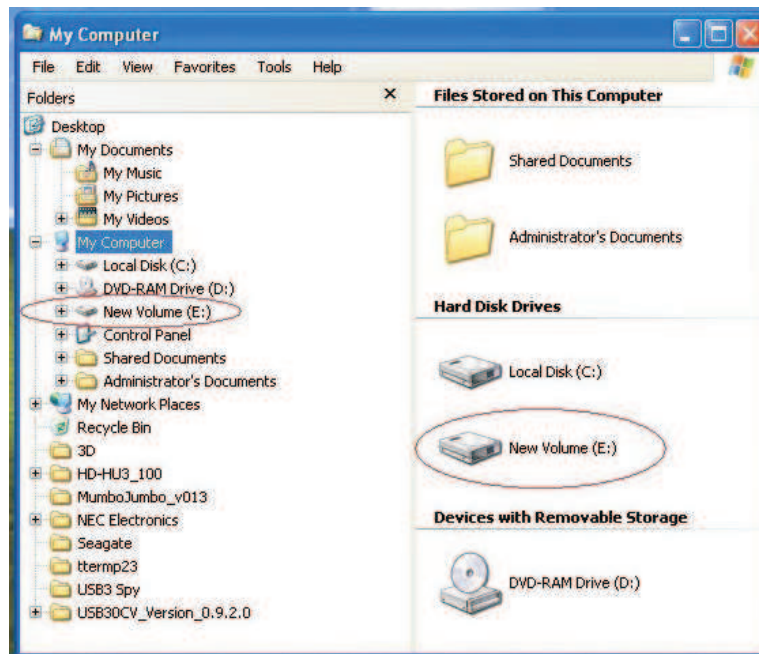 My Computer
File Edit View Favorites Tools Help
Folders
Desktop
My Documents
My Music
My Pictures
My Videos
My Computer
Local Disk (C:)
DVD-RAM Drive (D:)
New Volume (E:)
Control Panel
Shared Documents
Administrator's Documents
My Network Places
Recycle Bin
3D
HD-HU3_100
MumboJumbo_v013
NEC Electronics
Seagate
ttermp23
USB3 Spy
USB30CV_Version_0.9.2.0
Files Stored on This Computer
Shared Documents
Administrator's Documents
Hard Disk Drives
Local Disk (C:)
New Volume (E:)
Devices with Removable Storage
DVD-RAM Drive (D:)